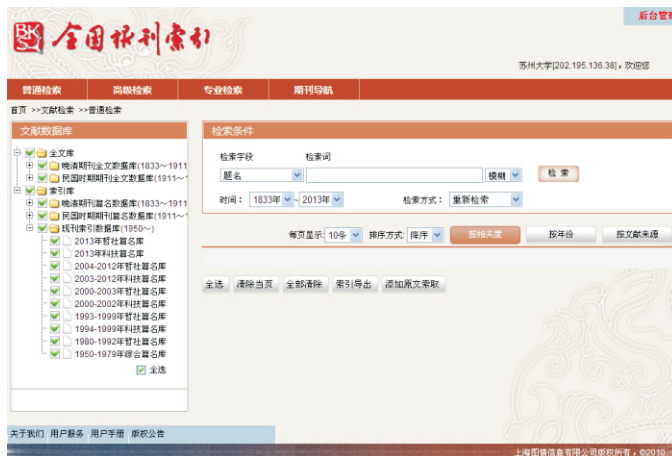 后台管理
全国报刊索引
苏州大学[202.195.136.38]，欢迎您
普通检索 高级检索 专业检索 期刊导航
首页 >>文献检索 >>普通检索
文献数据库
全文库
晚清期刊全文数据库(1833～1911
民国时期期刊全文数据库(1911～1
索引库
晚清期刊篇名数据库(1833～1911
民国时期期刊篇名数据库(1911～1
现刊索引数据库(1950～)
2013年哲社篇名库
2013年科技篇名库
2004-2012年哲社篇名库
2003-2012年科技篇名库
2000-2003年哲社篇名库
2000-2002年科技篇名库
1993-1999年哲社篇名库
1994-1999年科技篇名库
1980-1992年哲社篇名库
1950-1979年综合篇名库
全选
检索条件
检索字段 检索词
题名 模糊 检 索
时间： 1833年 ~ 2013年 检索方式： 重新检索
每页显示: 10条 排序方式: 降序 按相关度 按年份 按文献来源
全选 清除当页 全部清除 索引导出 添加原文索取
关于我们 用户服务 用户手册 版权公告
上海图情信息有限公司版权所有，©2010